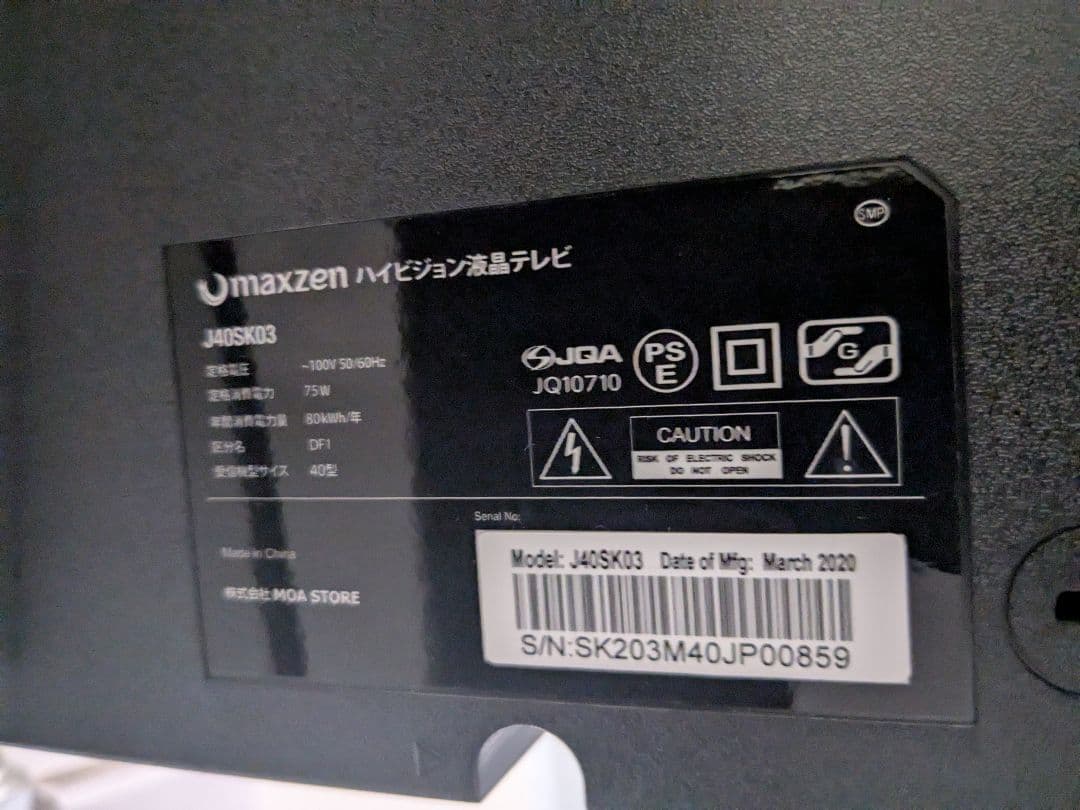 SMP
maxzen ハイビジョン液晶テレビ
J40SK03
定格電圧 ~100V 50/60Hz
定格消費電力 75W
年間消費電力量 80kWh/年
区分名 DF1
受信機型サイズ 40型
JQA
JQ10710
PS
E
G
CAUTION
RISK OF ELECTRIC SHOCK
DO NOT OPEN
Serial No:
Made in China
株式会社 MOA STORE
Model: J40SK03 Date of Mfg: March 2020
S/N:SK203M40JP00859